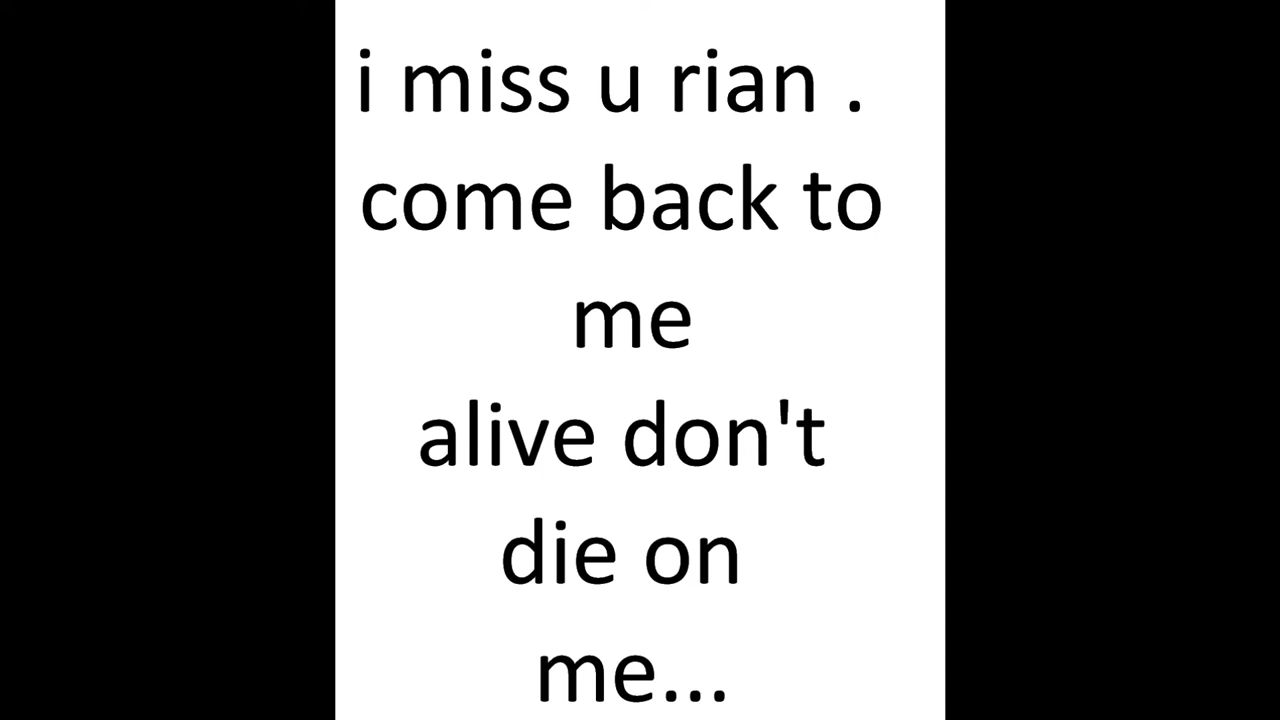 i miss u rian .
come back to
me
alive don't
die on
me...